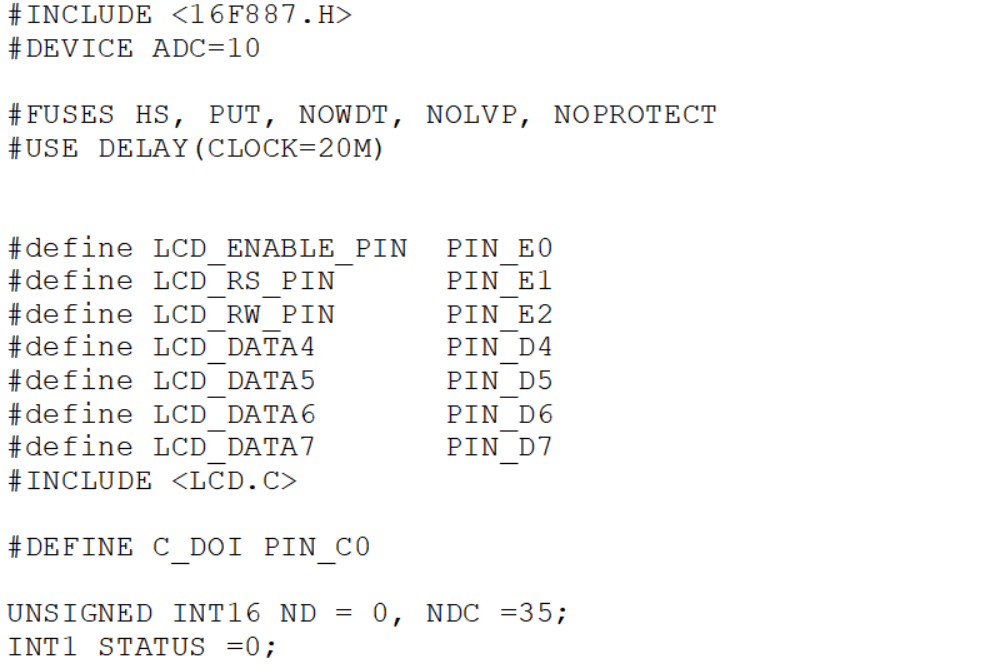 #INCLUDE <16F887.H>
#DEVICE ADC=10
#FUSES HS, PUT, NOWDT, NOLVP, NOPROTECT
#USE DELAY(CLOCK=20M)
#define LCD_ENABLE_PIN  PIN_E0
#define LCD_RS_PIN      PIN_E1
#define LCD_RW_PIN      PIN_E2
#define LCD_DATA4       PIN_D4
#define LCD_DATA5       PIN_D5
#define LCD_DATA6       PIN_D6
#define LCD_DATA7       PIN_D7
#INCLUDE <LCD.C>
#DEFINE C_DOI PIN_C0
UNSIGNED INT16 ND = 0, NDC =35;
INT1 STATUS =0;